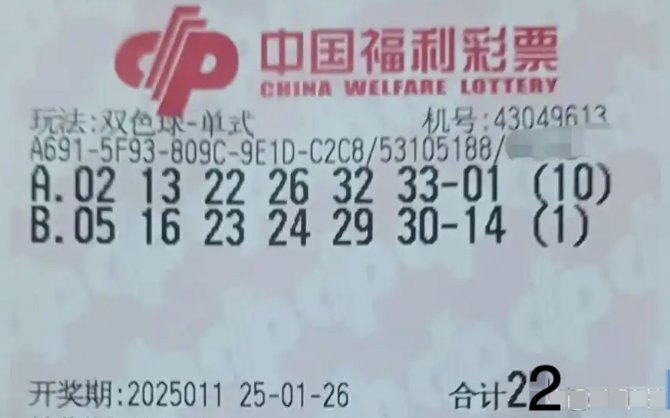 中国福利彩票
CHINA WELFARE LOTTERY
玩法:双色球-单式 机号:43049613
A691-5F93-809C-9E1D-C2C8/53105188/
A.02 13 22 26 32 33-01 (10)
B.05 16 23 24 29 30-14 (1)
开奖期:2025011 25-01-26 合计22